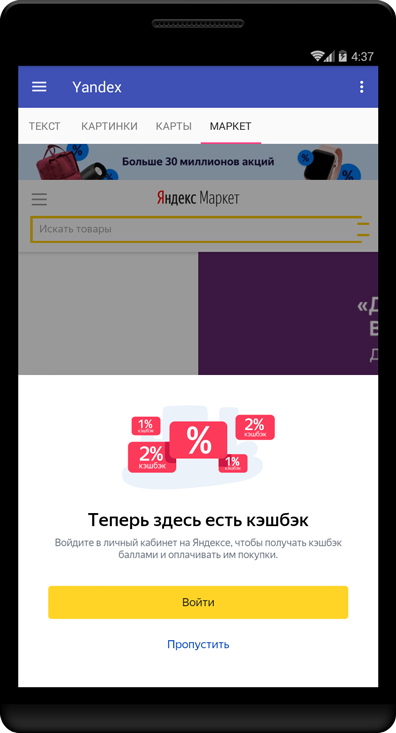 4:37
Yandex
ТЕКСТ КАРТИНКИ КАРТЫ МАРКЕТ
Больше 30 миллионов акций
%
%
%
Яндекс Маркет
Искать товары
«Д
В
Д
1%
кэшбэк
2%
кэшбэк
%
2%
кэшбэк
1%
кэшбэк
Теперь здесь есть кэшбэк
Войдите в личный кабинет на Яндексе, чтобы получать кэшбэк
баллами и оплачивать им покупки.
Войти
Пропустить